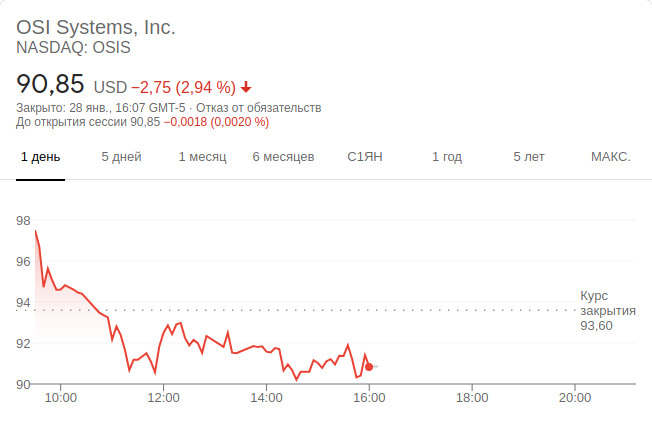 OSI Systems, Inc.
NASDAQ: OSIS
90,85 USD −2,75 (2,94 %)
Закрыто: 28 янв., 16:07 GMT-5 · Отказ от обязательств
До открытия сессии 90,85 −0,0018 (0,0020 %)
1 день 5 дней 1 месяц 6 месяцев С1ЯН 1 год 5 лет МАКС.
98
96
94
92
90
Курс
закрытия
93,60
10:00 12:00 14:00 16:00 18:00 20:00